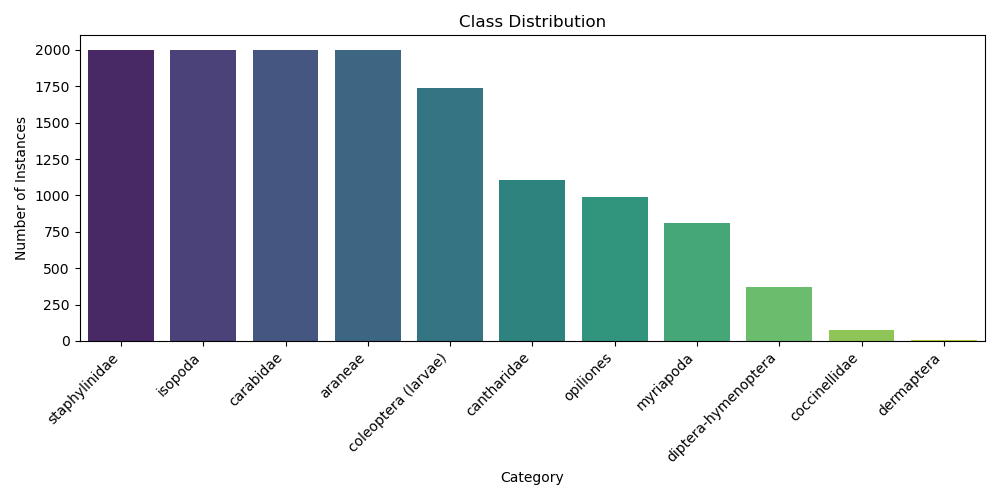 Class Distribution
Number of Instances
2000
1750
1500
1250
1000
750
500
250
0
staphylinidae
isopoda
carabidae
araneae
coleoptera (larvae)
cantharidae
opiliones
myriapoda
diptera-hymenoptera
coccinellidae
dermaptera
Category